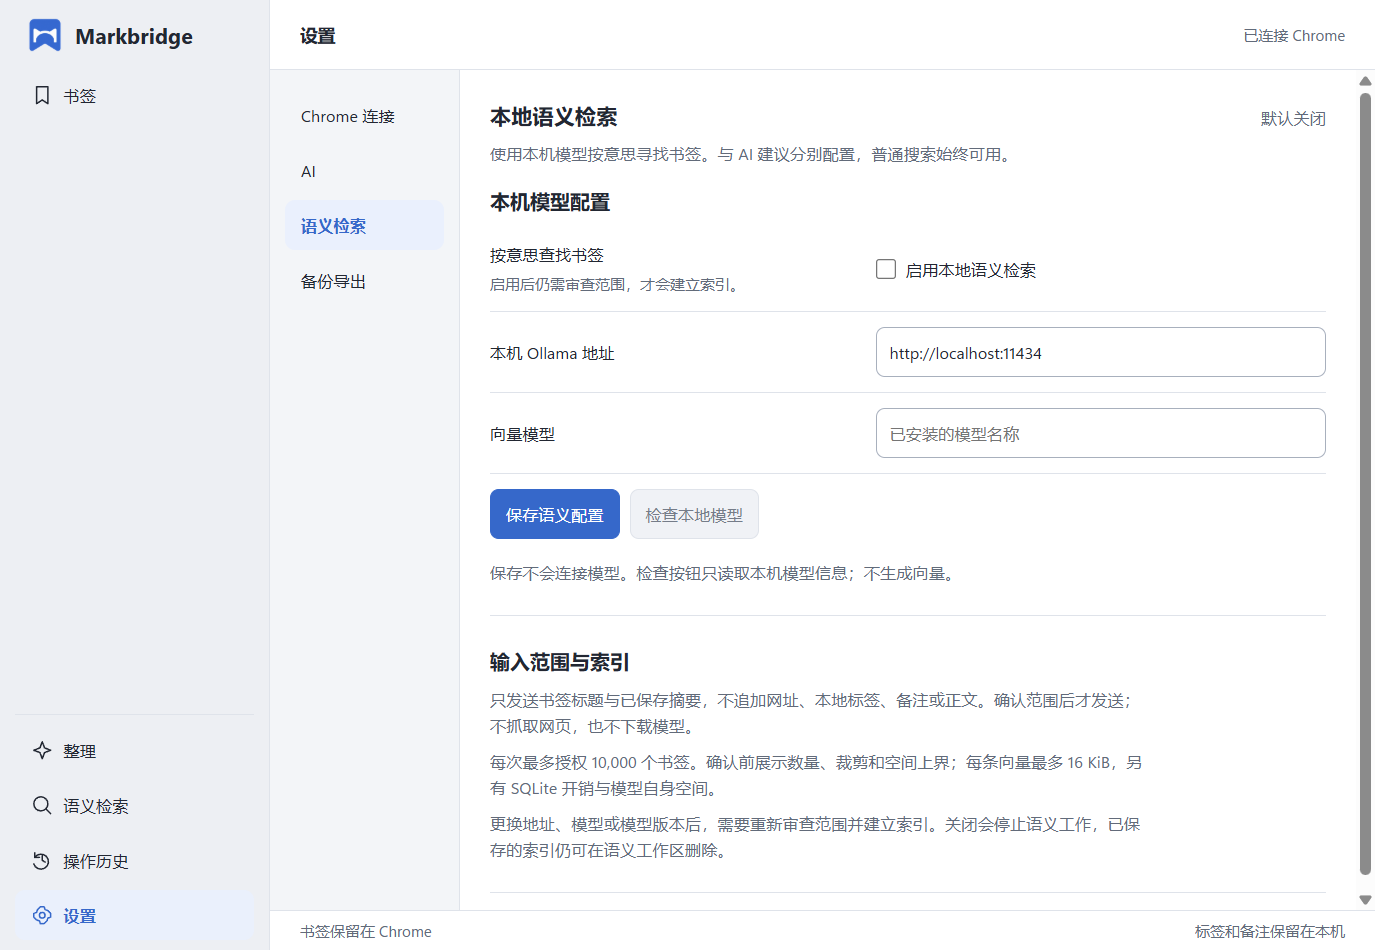 Markbridge
书签
整理
语义检索
操作历史
设置
设置
已连接 Chrome
Chrome 连接
AI
语义检索
备份导出
本地语义检索
默认关闭
使用本机模型按意思寻找书签。与 AI 建议分别配置，普通搜索始终可用。
本机模型配置
按意思查找书签
启用后仍需审查范围，才会建立索引。
启用本地语义检索
本机 Ollama 地址
http://localhost:11434
向量模型
已安装的模型名称
保存语义配置
检查本地模型
保存不会连接模型。检查按钮只读取本机模型信息；不生成向量。
输入范围与索引
只发送书签标题与已保存摘要，不追加网址、本地标签、备注或正文。确认范围后才发送；
不抓取网页，也不下载模型。
每次最多授权 10,000 个书签。确认前展示数量、裁剪和空间上界；每条向量最多 16 KiB，另
有 SQLite 开销与模型自身空间。
更换地址、模型或模型版本后，需要重新审查范围并建立索引。关闭会停止语义工作，已保
存的索引仍可在语义工作区删除。
书签保留在 Chrome
标签和备注保留在本机